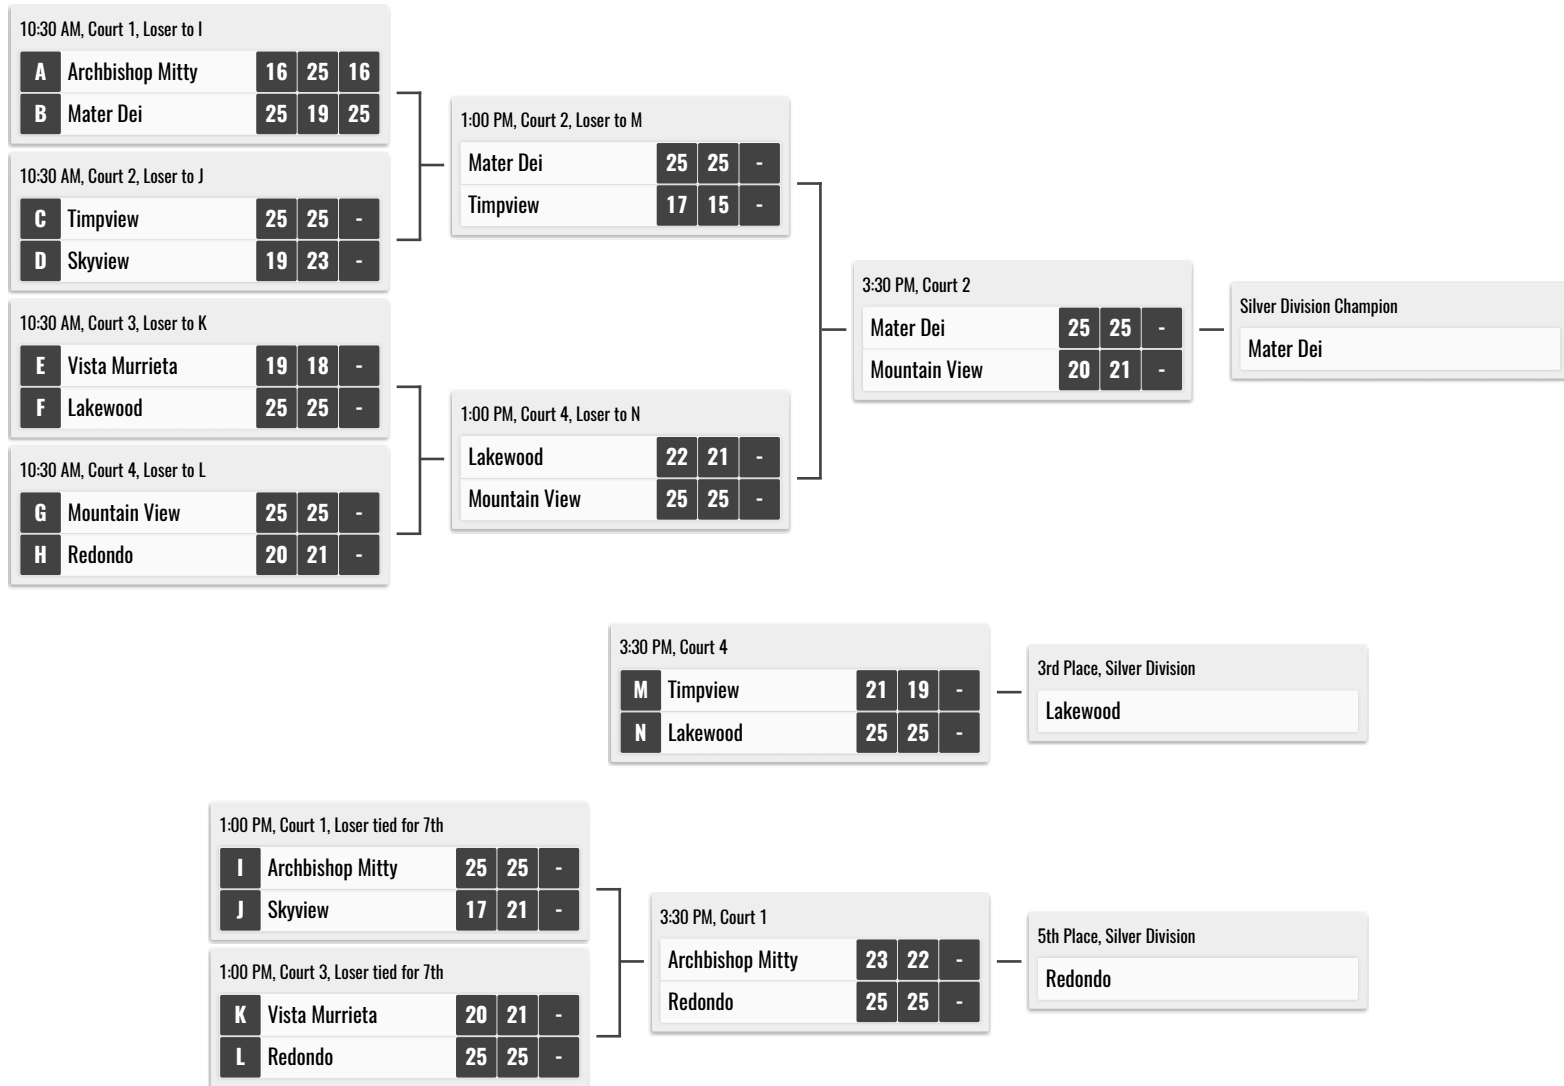 10:30 AM, Court 1, Loser to I
A Archbishop Mitty 16 25 16
B Mater Dei 25 19 25
10:30 AM, Court 2, Loser to J
C Timpview 25 25 -
D Skyview 19 23 -
10:30 AM, Court 3, Loser to K
E Vista Murrieta 19 18 -
F Lakewood 25 25 -
10:30 AM, Court 4, Loser to L
G Mountain View 25 25 -
H Redondo 20 21 -
1:00 PM, Court 2, Loser to M
Mater Dei 25 25 -
Timpview 17 15 -
1:00 PM, Court 4, Loser to N
Lakewood 22 21 -
Mountain View 25 25 -
3:30 PM, Court 2
Mater Dei 25 25 -
Mountain View 20 21 -
Silver Division Champion
Mater Dei
3:30 PM, Court 4
M Timpview 21 19 -
N Lakewood 25 25 -
3rd Place, Silver Division
Lakewood
1:00 PM, Court 1, Loser tied for 7th
I Archbishop Mitty 25 25 -
J Skyview 17 21 -
1:00 PM, Court 3, Loser tied for 7th
K Vista Murrieta 20 21 -
L Redondo 25 25 -
3:30 PM, Court 1
Archbishop Mitty 23 22 -
Redondo 25 25 -
5th Place, Silver Division
Redondo